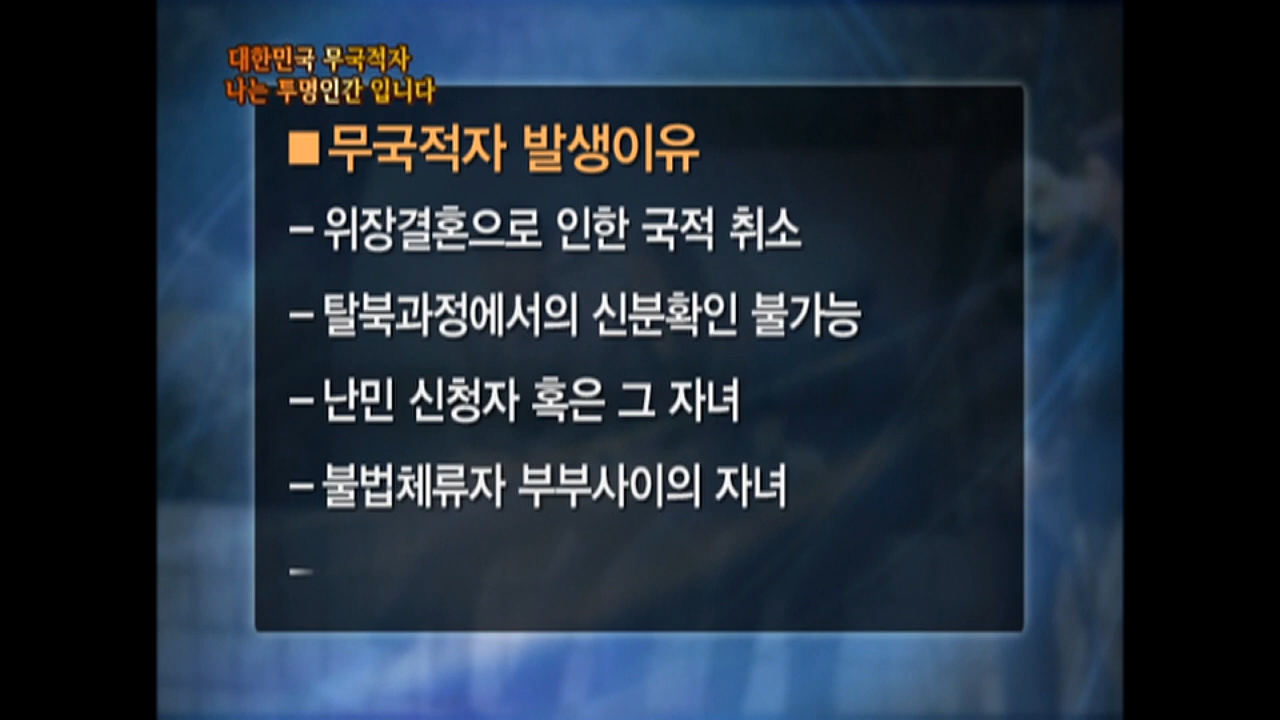 대한민국 무국적자
나는 투명인간 입니다
■무국적자 발생이유
-위장결혼으로 인한 국적 취소
-탈북과정에서의 신분확인 불가능
-난민 신청자 혹은 그 자녀
-불법체류자 부부사이의 자녀
-